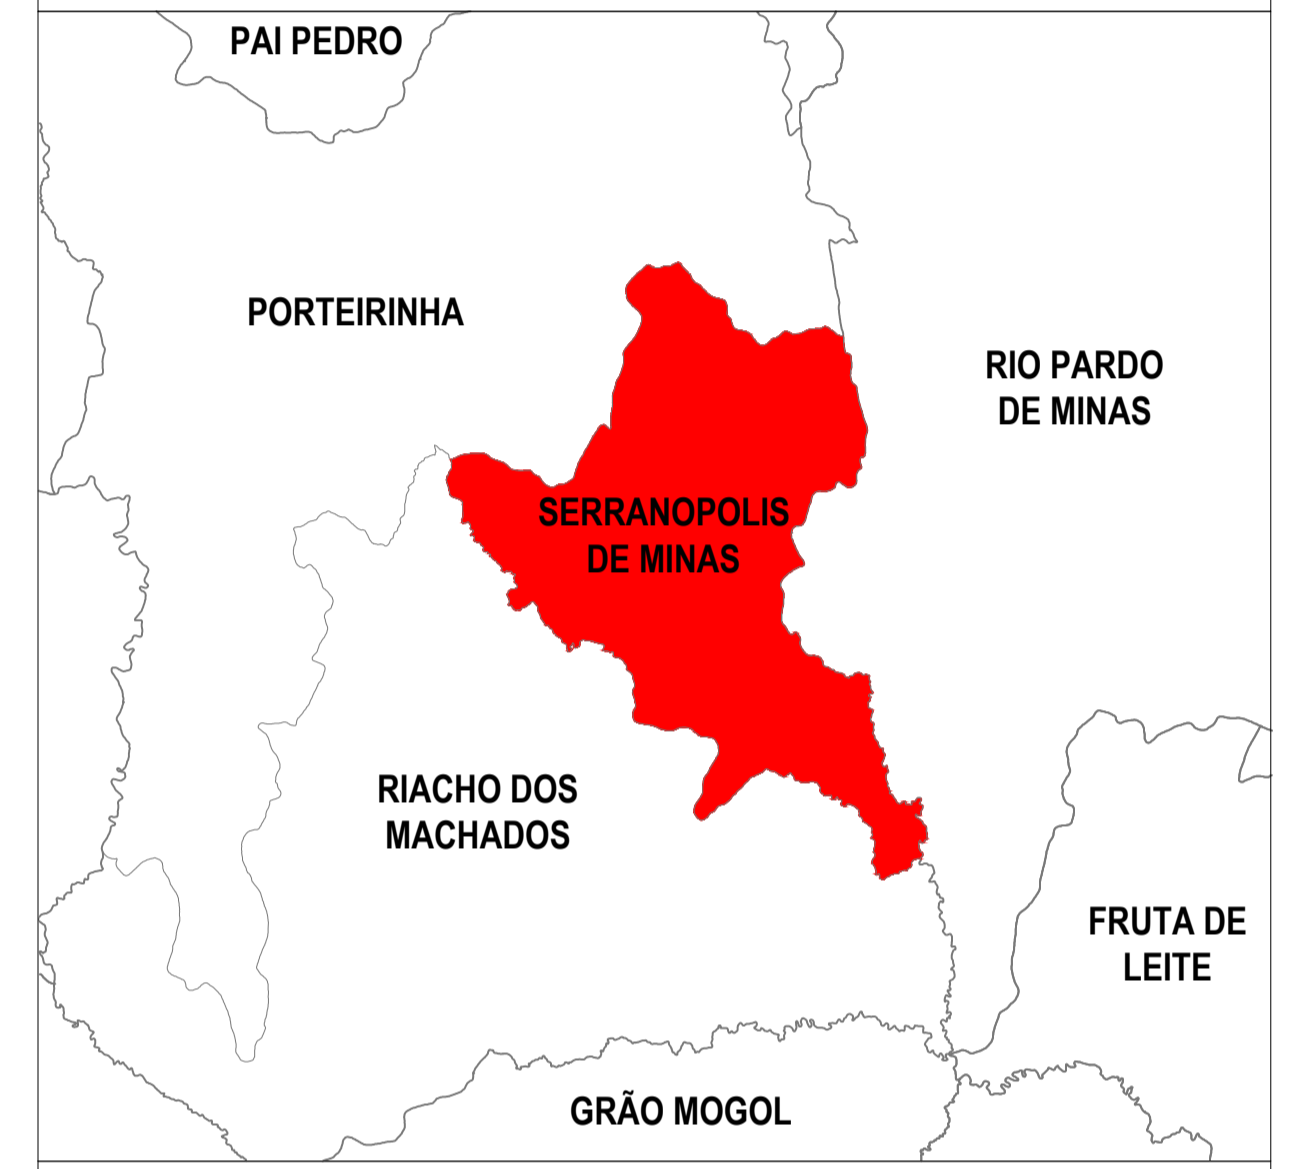 PAI PEDRO
PORTEIRINHA
RIO PARDO
DE MINAS
SERRANOPOLIS
DE MINAS
RIACHO DOS
MACHADOS
FRUTA DE
LEITE
GRÃO MOGOL